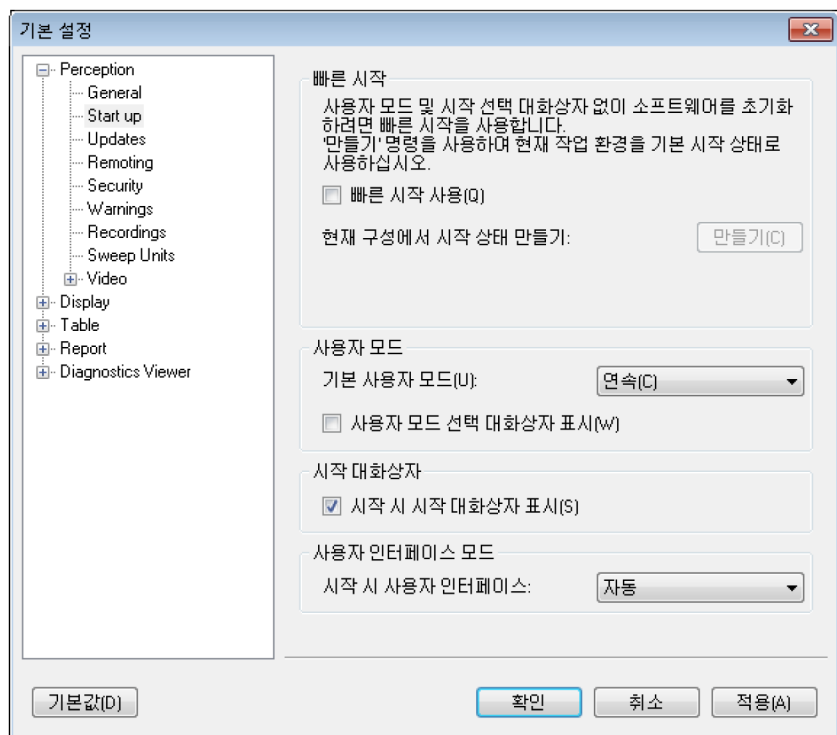 기본 설정
Perception
General
Start up
Updates
Remoting
Security
Warnings
Recordings
Sweep Units
Video
Display
Table
Report
Diagnostics Viewer
빠른 시작
사용자 모드 및 시작 선택 대화상자 없이 소프트웨어를 초기화
하려면 빠른 시작을 사용합니다.
'만들기' 명령을 사용하여 현재 작업 환경을 기본 시작 상태로
사용하십시오.
빠른 시작 사용(Q)
현재 구성에서 시작 상태 만들기:
만들기(C)
사용자 모드
기본 사용자 모드(U):
연속(C)
사용자 모드 선택 대화상자 표시(W)
시작 대화상자
시작 시 시작 대화상자 표시(S)
사용자 인터페이스 모드
시작 시 사용자 인터페이스:
자동
기본값(D)
확인
취소
적용(A)